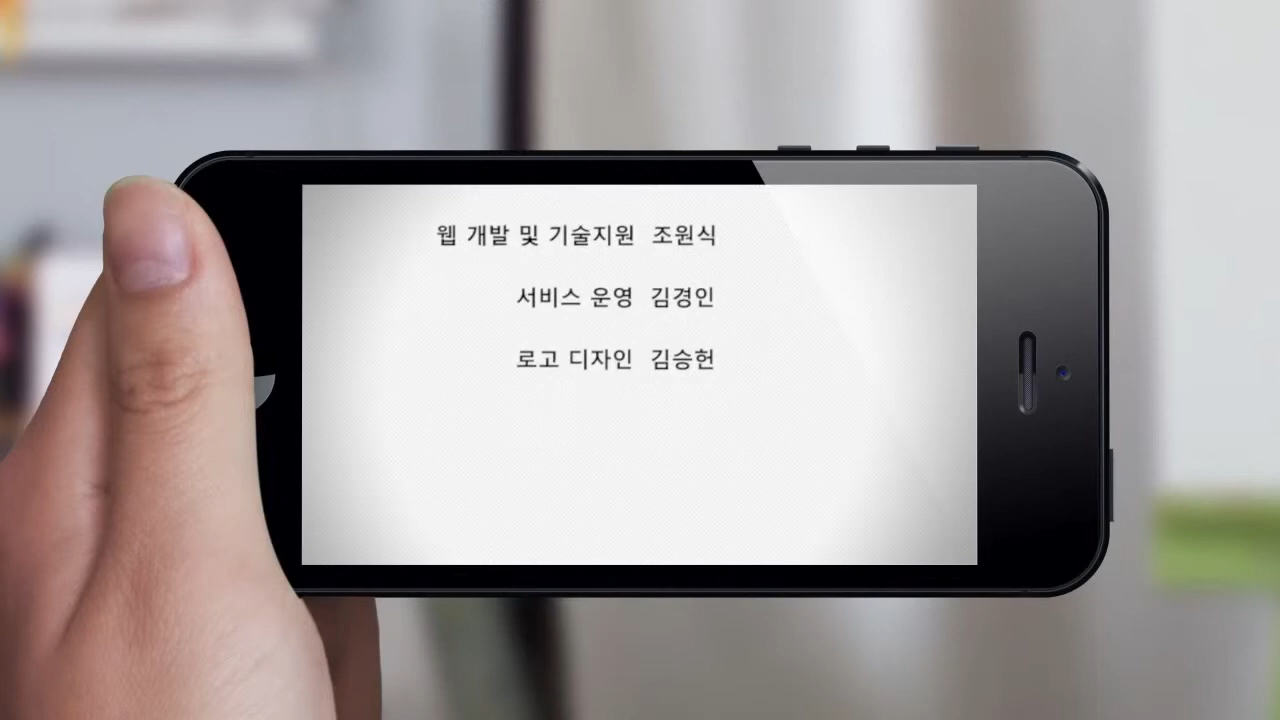 웹 개발 및 기술지원 조원식
서비스 운영 김경인
로고 디자인 김승헌